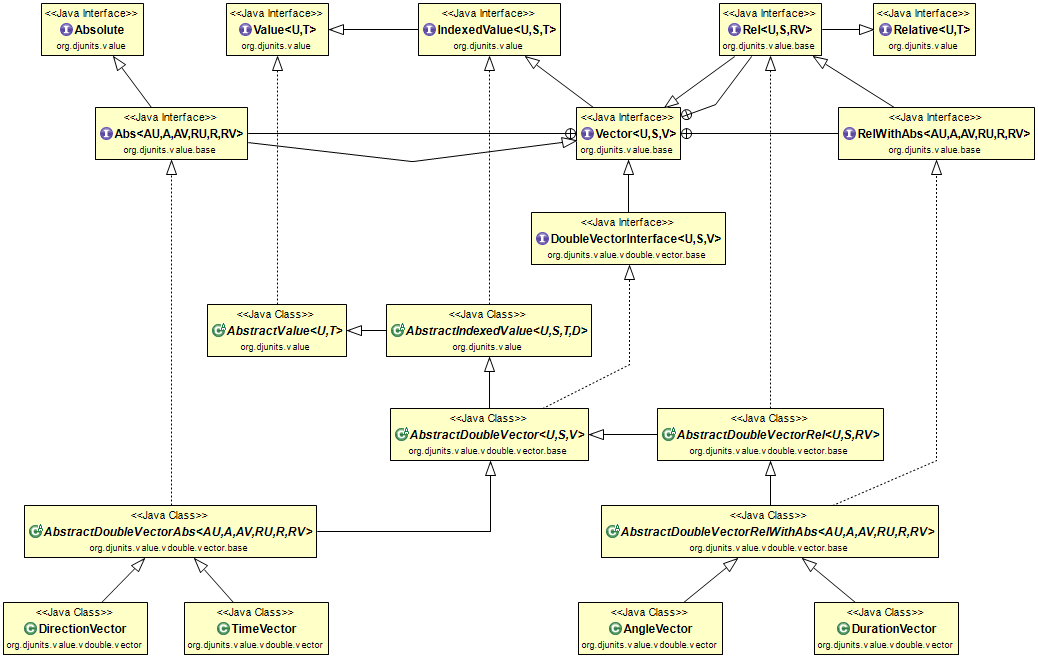 <<Java Interface>>
Absolute
org.djunits.value
<<Java Interface>>
Value<U,T>
org.djunits.value
<<Java Interface>>
IndexedValue<U,S,T>
org.djunits.value
<<Java Interface>>
Rel<U,S,RV>
org.djunits.value.base
<<Java Interface>>
Relative<U,T>
org.djunits.value
<<Java Interface>>
Abs<AU,A,AV,RU,R,RV>
org.djunits.value.base
<<Java Interface>>
Vector<U,S,V>
org.djunits.value.base
<<Java Interface>>
RelWithAbs<AU,A,AV,RU,R,RV>
org.djunits.value.base
<<Java Interface>>
DoubleVectorInterface<U,S,V>
org.djunits.value.vdouble.vector.base
<<Java Class>>
AbstractValue<U,T>
org.djunits.value
<<Java Class>>
AbstractIndexedValue<U,S,T,D>
org.djunits.value
<<Java Class>>
AbstractDoubleVector<U,S,V>
org.djunits.value.vdouble.vector.base
<<Java Class>>
AbstractDoubleVectorRel<U,S,RV>
org.djunits.value.vdouble.vector.base
<<Java Class>>
AbstractDoubleVectorAbs<AU,A,AV,RU,R,RV>
org.djunits.value.vdouble.vector.base
<<Java Class>>
AbstractDoubleVectorRelWithAbs<AU,A,AV,RU,R,RV>
org.djunits.value.vdouble.vector.base
<<Java Class>>
DirectionVector
org.djunits.value.vdouble.vector
<<Java Class>>
TimeVector
org.djunits.value.vdouble.vector
<<Java Class>>
AngleVector
org.djunits.value.vdouble.vector
<<Java Class>>
DurationVector
org.djunits.value.vdouble.vector